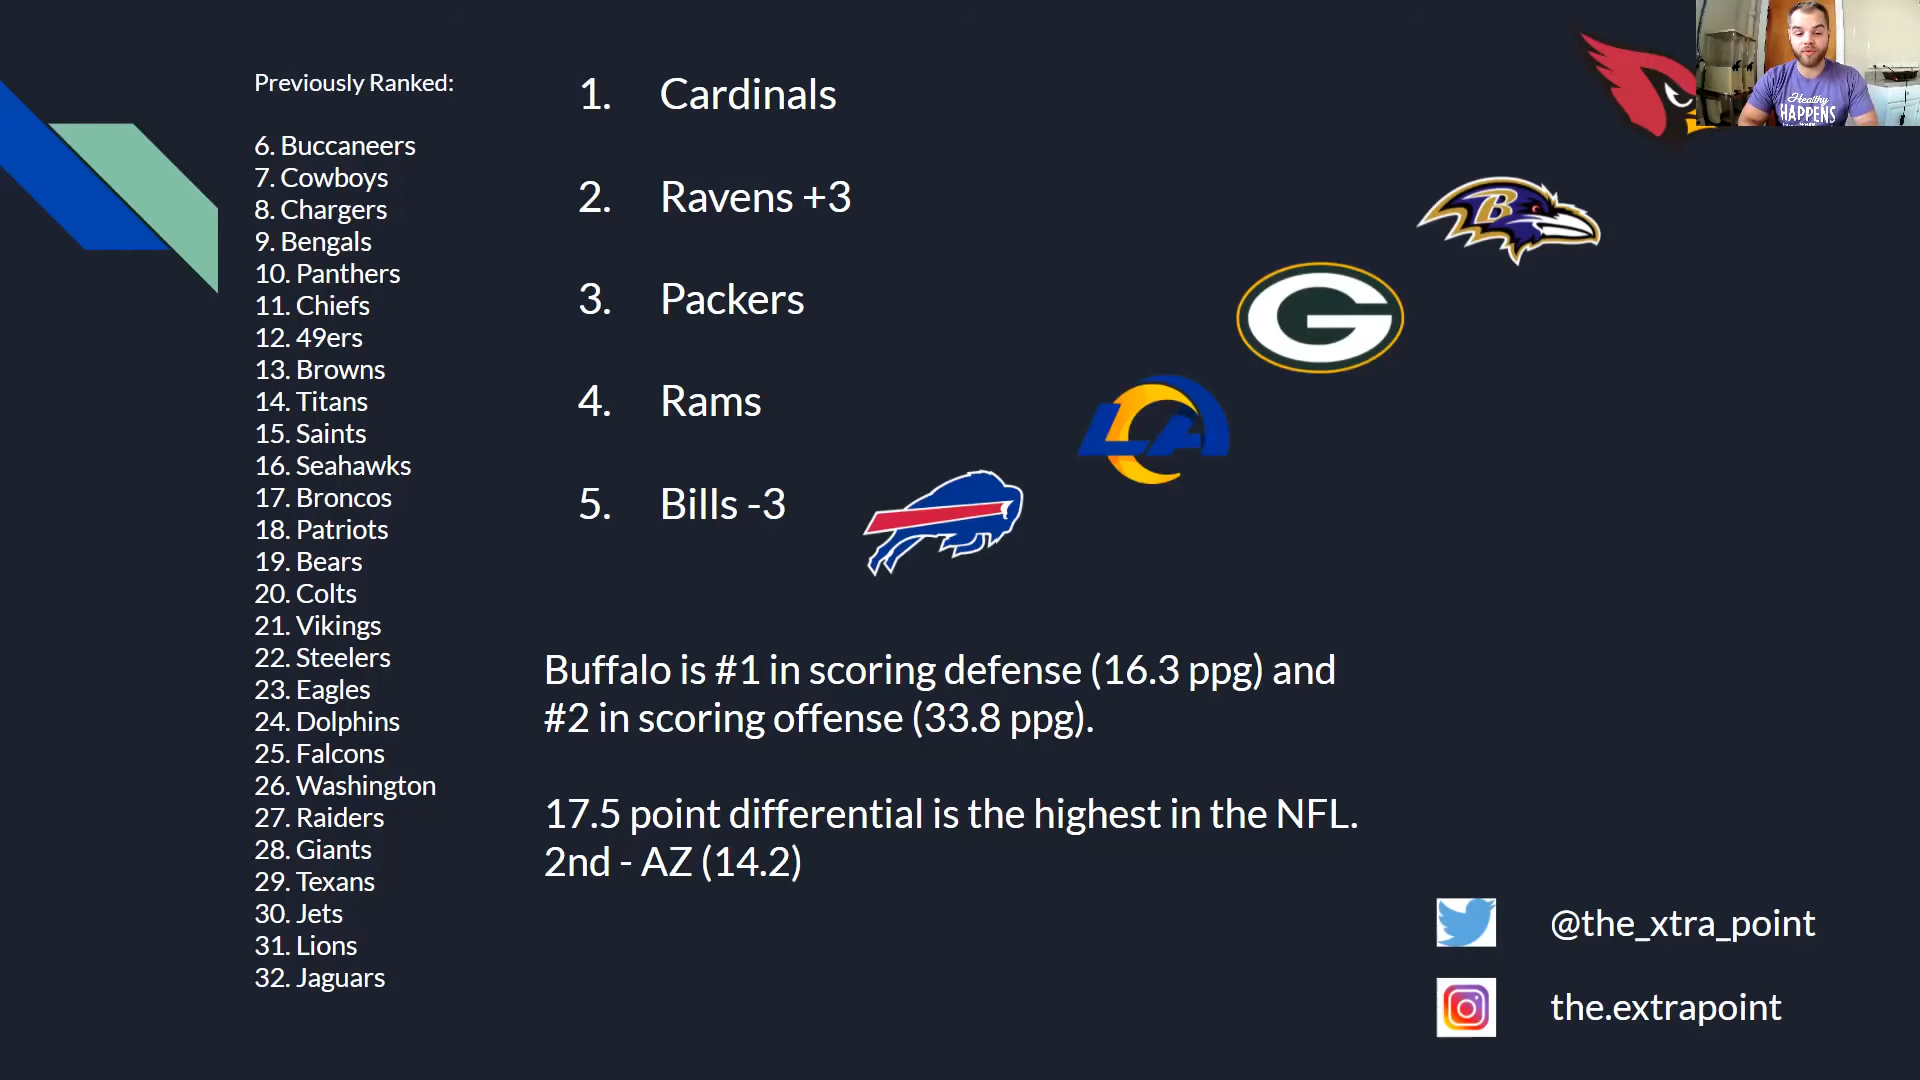 Previously Ranked:
6. Buccaneers
7. Cowboys
8. Chargers
9. Bengals
10. Panthers
11. Chiefs
12. 49ers
13. Browns
14. Titans
15. Saints
16. Seahawks
17. Broncos
18. Patriots
19. Bears
20. Colts
21. Vikings
22. Steelers
23. Eagles
24. Dolphins
25. Falcons
26. Washington
27. Raiders
28. Giants
29. Texans
30. Jets
31. Lions
32. Jaguars
1. Cardinals
2. Ravens +3
3. Packers
4. Rams
5. Bills -3
B
G
LA
Healthy
HAPPENS
Buffalo is #1 in scoring defense (16.3 ppg) and
#2 in scoring offense (33.8 ppg).
17.5 point differential is the highest in the NFL.
2nd - AZ (14.2)
@the_xtra_point
the.extrapoint